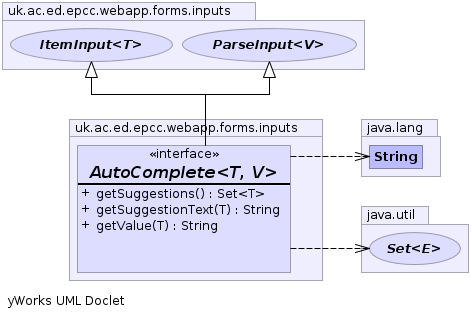 uk.ac.ed.epcc.webapp.forms.inputs
ItemInput<T>
ParseInput<V>
uk.ac.ed.epcc.webapp.forms.inputs
«interface»
AutoComplete<T, V>
+ getSuggestions() : Set<T>
+ getSuggestionText(T) : String
+ getValue(T) : String
java.lang
String
java.util
Set<E>
yWorks UML Doclet